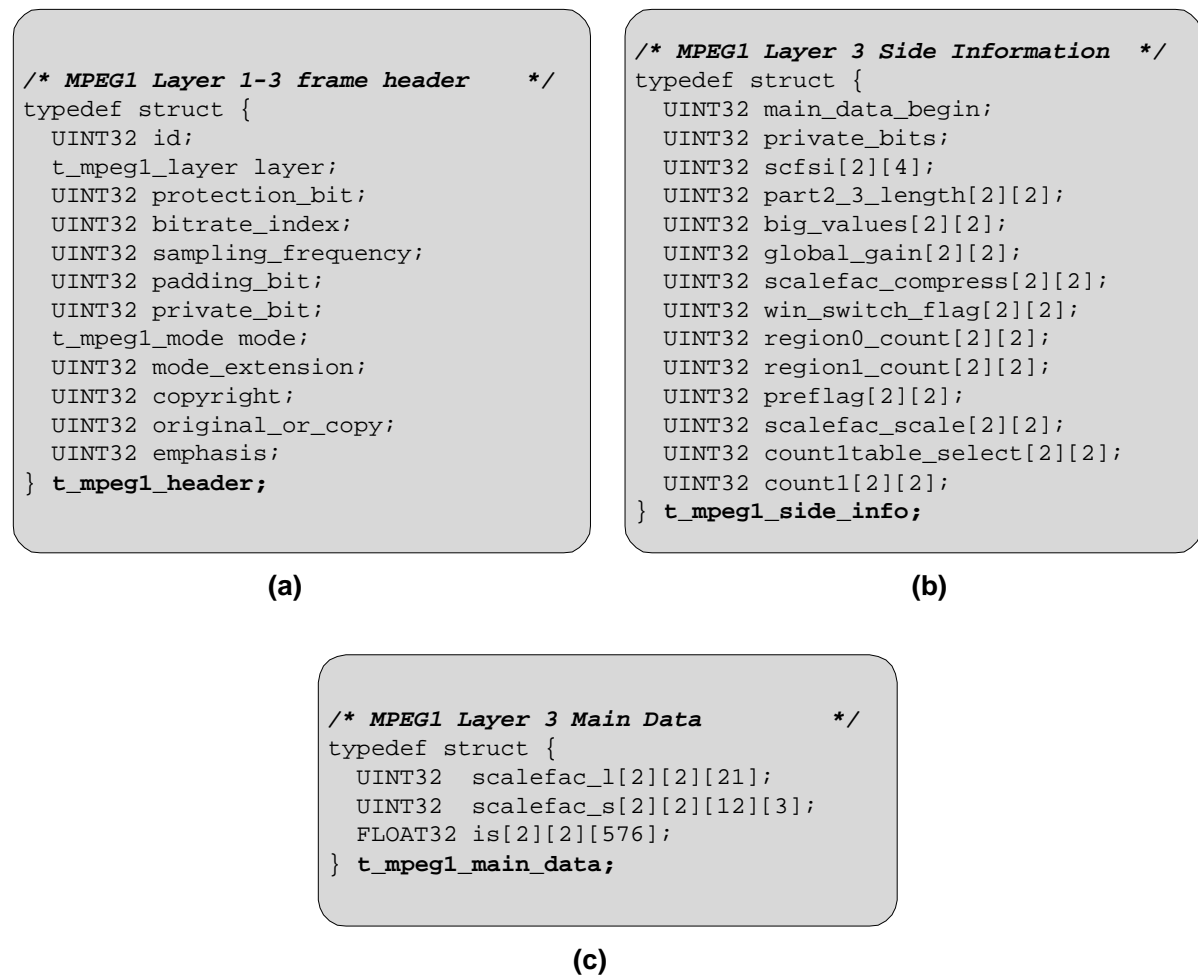 /* MPEG1 Layer 1-3 frame header */
typedef struct {
UINT32 id;
t_mpeg1_layer layer;
UINT32 protection_bit;
UINT32 bitrate_index;
UINT32 sampling_frequency;
UINT32 padding_bit;
UINT32 private_bit;
t_mpeg1_mode mode;
UINT32 mode_extension;
UINT32 copyright;
UINT32 original_or_copy;
UINT32 emphasis;
} t_mpeg1_header;
(a)
/* MPEG1 Layer 3 Side Information */
typedef struct {
UINT32 main_data_begin;
UINT32 private_bits;
UINT32 scfsi[2][4];
UINT32 part2_3_length[2][2];
UINT32 big_values[2][2];
UINT32 global_gain[2][2];
UINT32 scalefac_compress[2][2];
UINT32 win_switch_flag[2][2];
UINT32 region0_count[2][2];
UINT32 region1_count[2][2];
UINT32 preflag[2][2];
UINT32 scalefac_scale[2][2];
UINT32 count1table_select[2][2];
UINT32 count1[2][2];
} t_mpeg1_side_info;
(b)
/* MPEG1 Layer 3 Main Data */
typedef struct {
UINT32 scalefac_l[2][2][21];
UINT32 scalefac_s[2][2][12][3];
FLOAT32 is[2][2][576];
} t_mpeg1_main_data;
(c)